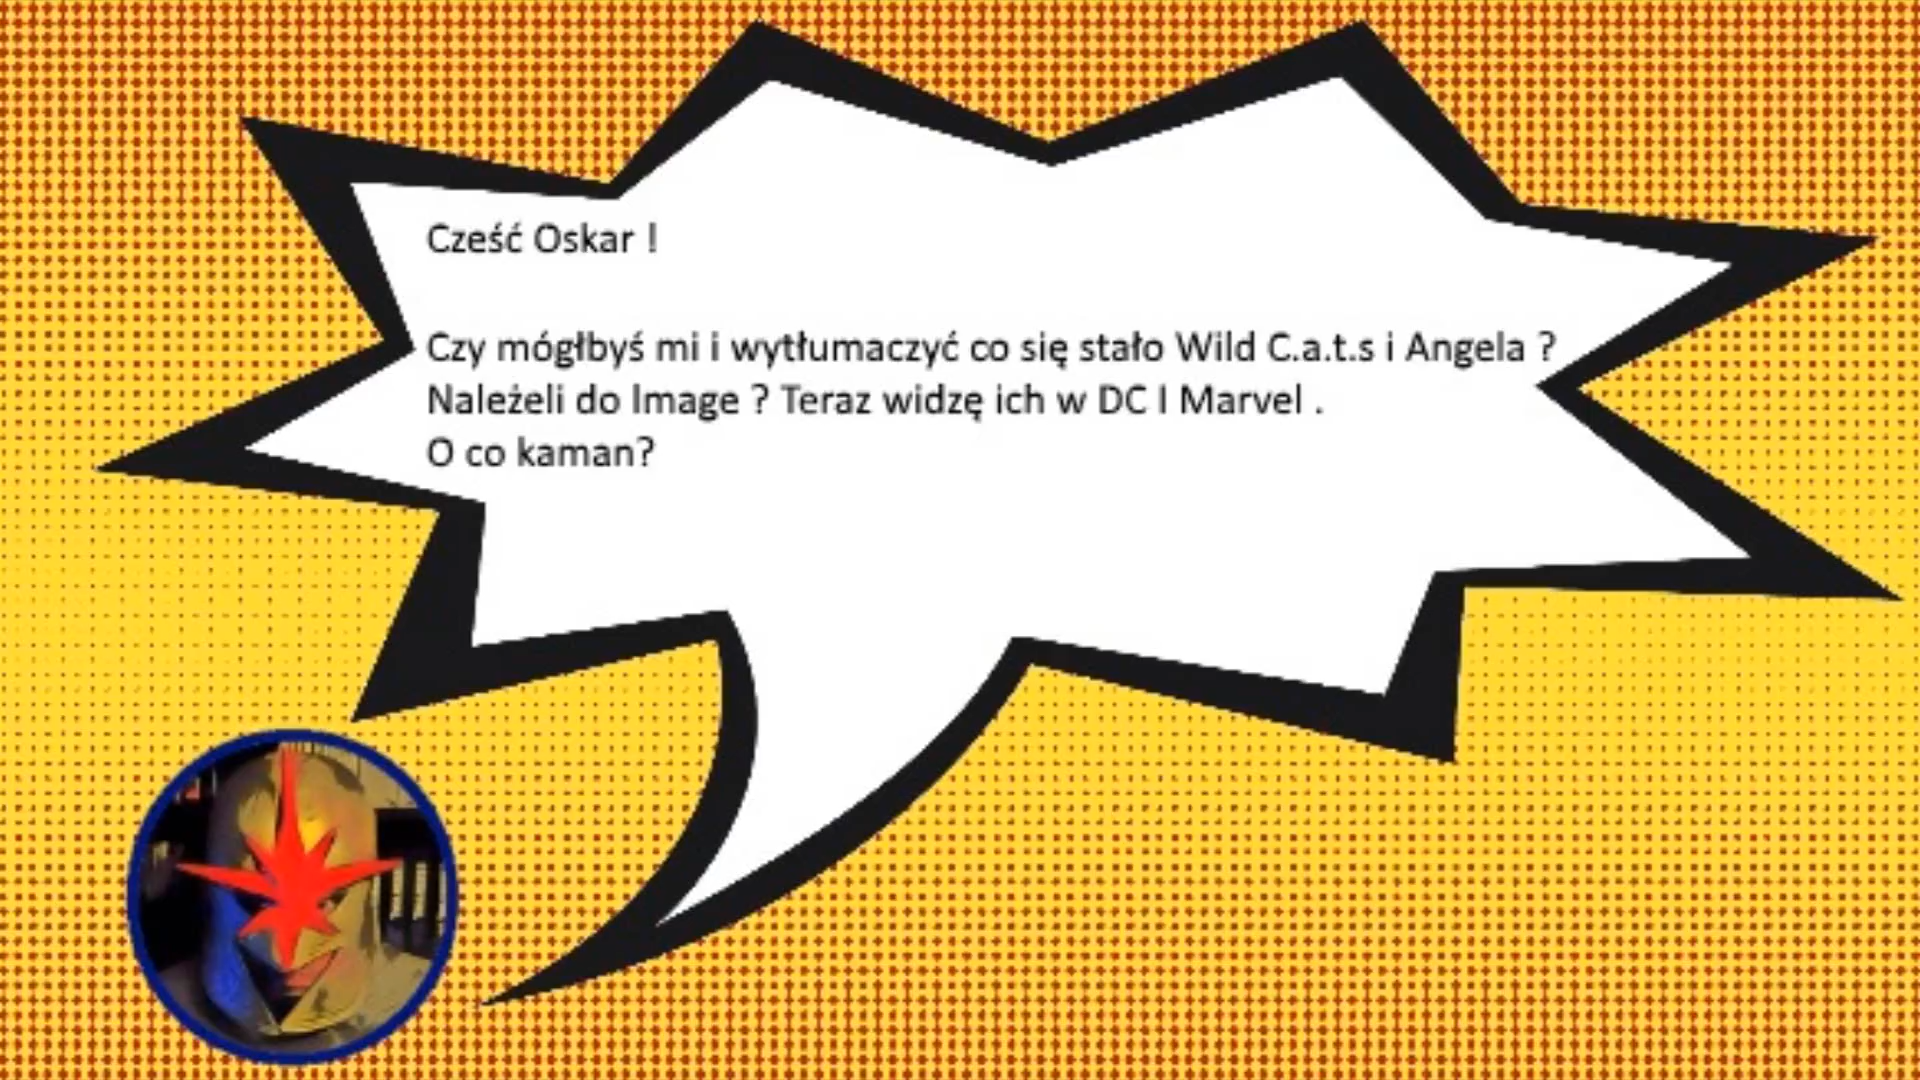 Cześć Oskar !
Czy mógłbyś mi i wytłumaczyć co się stało Wild C.a.t.s i Angela ?
Należeli do Image ? Teraz widzę ich w DC I Marvel .
O co kaman?